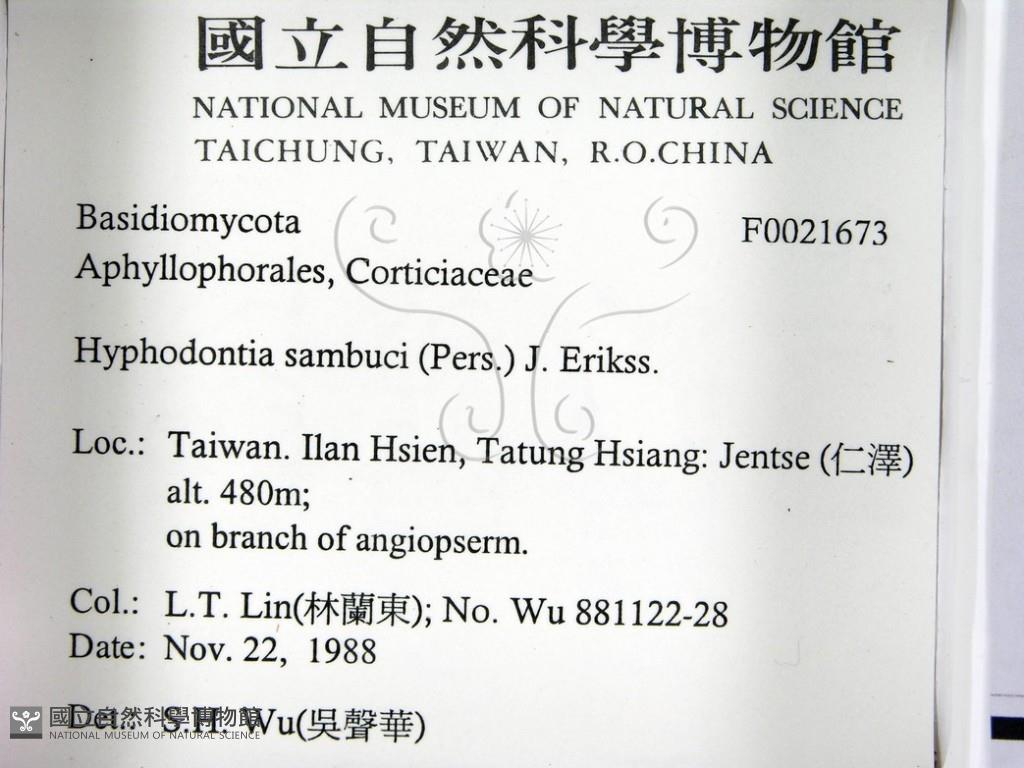 國立自然科學博物館
NATIONAL MUSEUM OF NATURAL SCIENCE
TAICHUNG, TAIWAN, R.O.CHINA
Basidiomycota F0021673
Aphyllophorales, Corticiaceae
Hyphodontia sambuci (Pers.) J. Erikss.
Loc.: Taiwan. Ilan Hsien, Tatung Hsiang: Jentse (仁澤)
alt. 480m;
on branch of angiopserm.
Col.: L.T. Lin(林蘭東); No. Wu 881122-28
Date: Nov. 22, 1988
Det.: S.H. Wu(吳聲華)
國立自然科學博物館
NATIONAL MUSEUM OF NATURAL SCIENCE